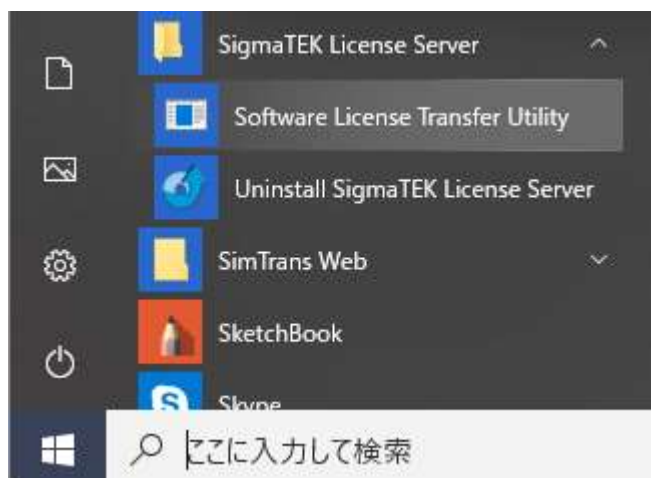 SigmaTEK License Server
Software License Transfer Utility
Uninstall SigmaTEK License Server
SimTrans Web
SketchBook
Skype
ここに入力して検索